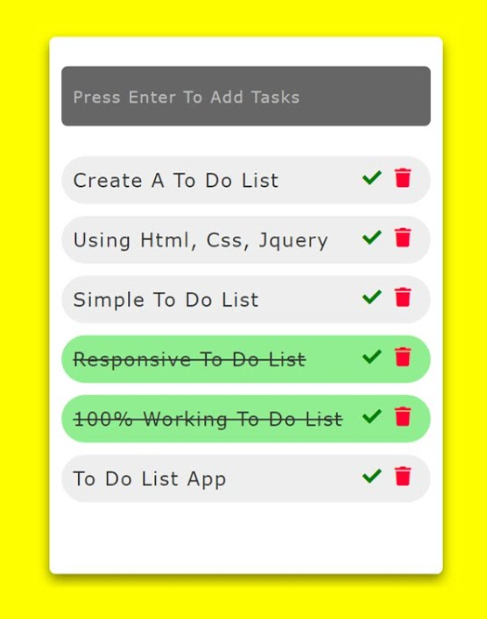 Press Enter To Add Tasks
Create A To Do List
Using Html, Css, Jquery
Simple To Do List
Responsive To Do List
100% Working To Do List
To Do List App